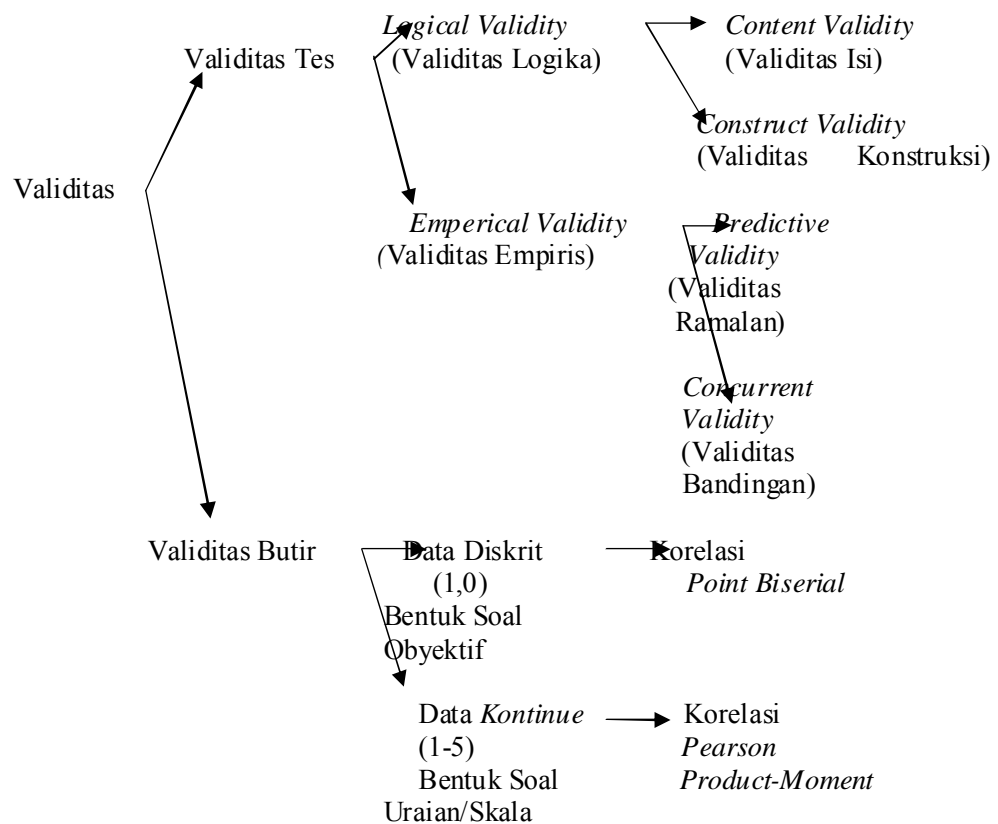 Logical Validity
Content Validity
Validitas Tes
(Validitas Logika)
(Validitas Isi)
Construct Validity
(Validitas Konstruksi)
Validitas
Emperical Validity
(Validitas Empiris)
Predictive
Validity
(Validitas
Ramalan)
Concurrent
Validity
(Validitas
Bandingan)
Validitas Butir
Data Diskrit
(1,0)
Bentuk Soal
Obyektif
Korelasi
Point Biserial
Data Kontinue
(1-5)
Bentuk Soal
Uraian/Skala
Korelasi
Pearson
Product-Moment